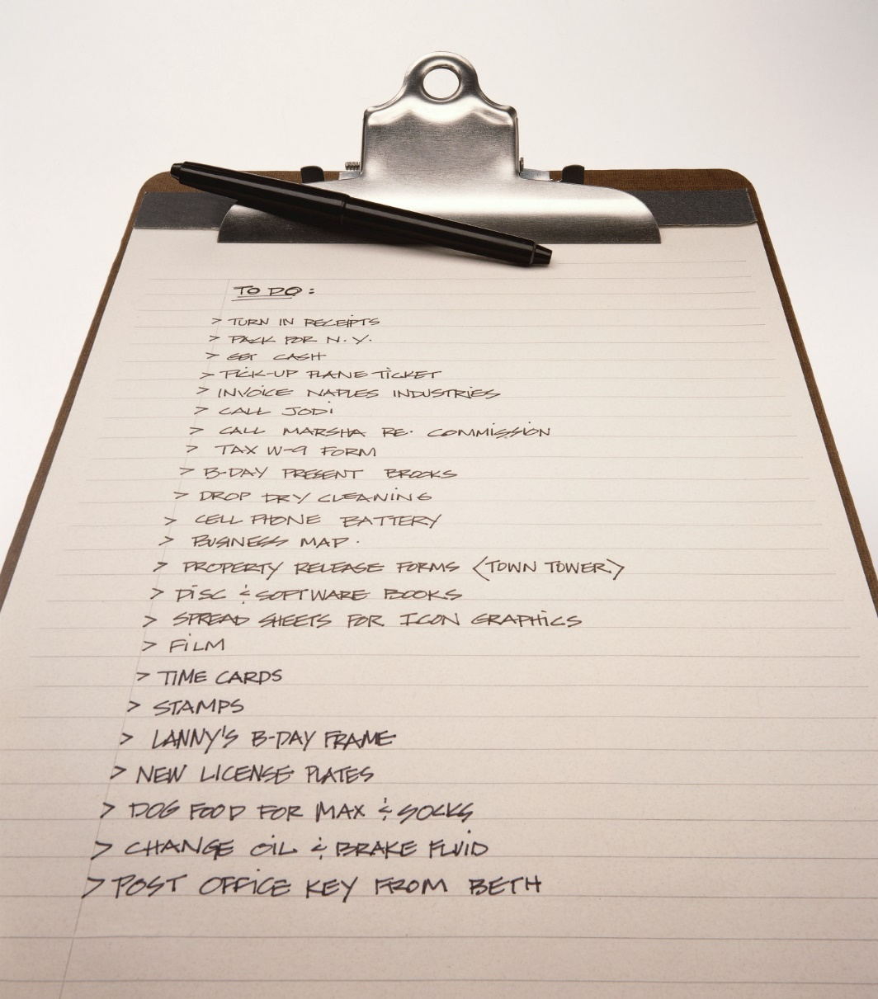 TO DO:
> TURN IN RECEIPTS
> PACK FOR N.Y.
> GET CASH
> PICK-UP PLANE TICKET
> INVOICE NAPLES INDUSTRIES
> CALL JODI
> CALL MARSHA RE. COMMISSION
> TAX W-9 FORM
> B-DAY PRESENT BROOKS
> DROP DRY CLEANING
> CELL PHONE BATTERY
> BUSINESS MAP.
> PROPERTY RELEASE FORMS <TOWN TOWER>
> DISC & SOFTWARE BOOKS
> SPREAD SHEETS FOR ICON GRAPHICS
> FILM
> TIME CARDS
> STAMPS
> LANNY'S B-DAY FRAME
> NEW LICENSE PLATES
> DOG FOOD FOR MAX & SOCKS
> CHANGE OIL & BRAKE FLUID
> POST OFFICE KEY FROM BETH